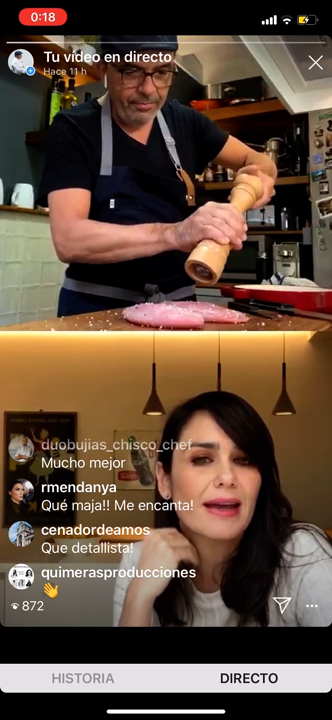 0:18
Tu vídeo en directo
Hace 11 h
duobujias_chisco_chef
Mucho mejor
rmendanya
Qué maja!! Me encanta!
cenadordeamos
Que detallista!
quimerasproducciones
👋
872
HISTORIA
DIRECTO